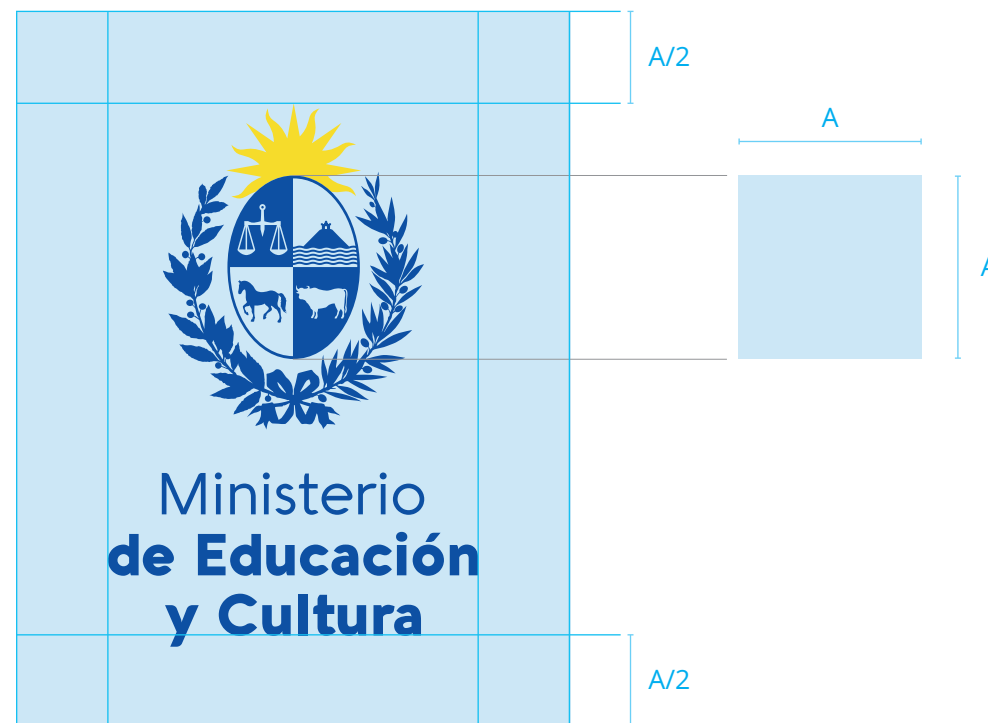 A/2
A
A
Ministerio
de Educación
y Cultura
A/2